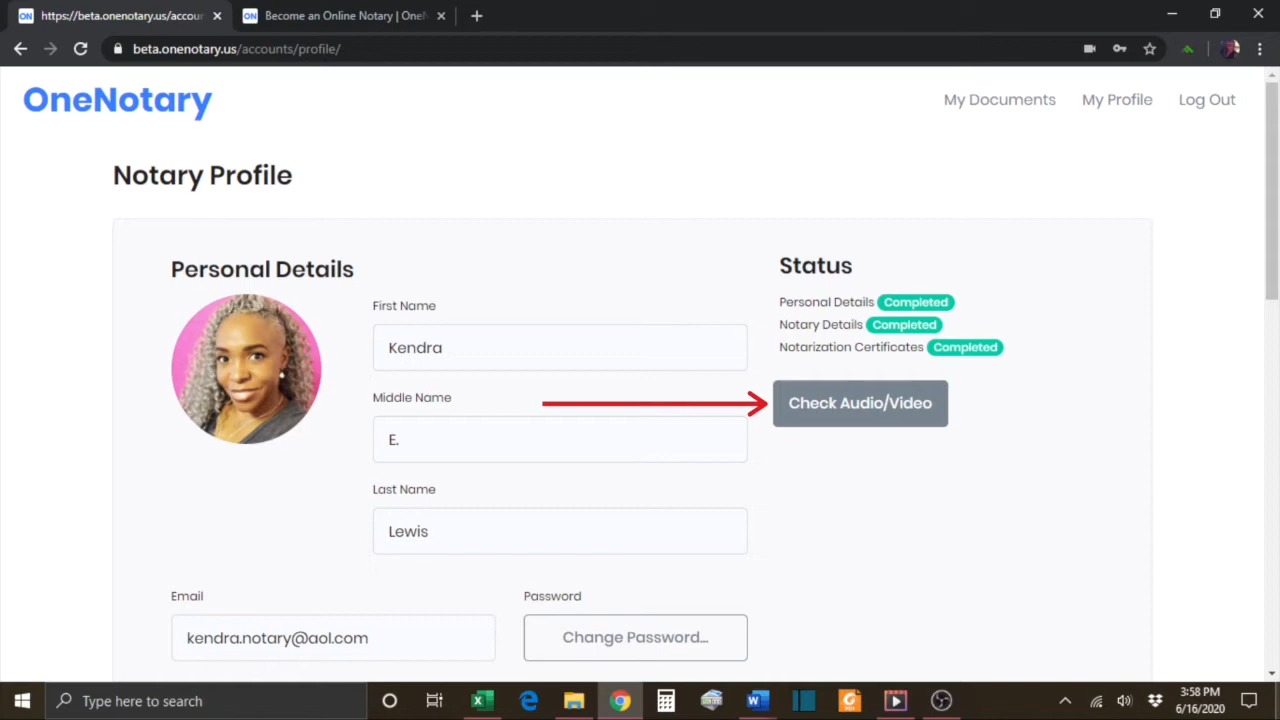 https://beta.onenotary.us/accour
Become an Online Notary | OneN
beta.onenotary.us/accounts/profile/
OneNotary
My Documents My Profile Log Out
Notary Profile
Personal Details
First Name
Kendra
Middle Name
E.
Last Name
Lewis
Email
kendra.notary@aol.com
Password
Change Password...
Status
Personal Details Completed
Notary Details Completed
Notarization Certificates Completed
Check Audio/Video
Type here to search
3:58 PM
6/16/2020